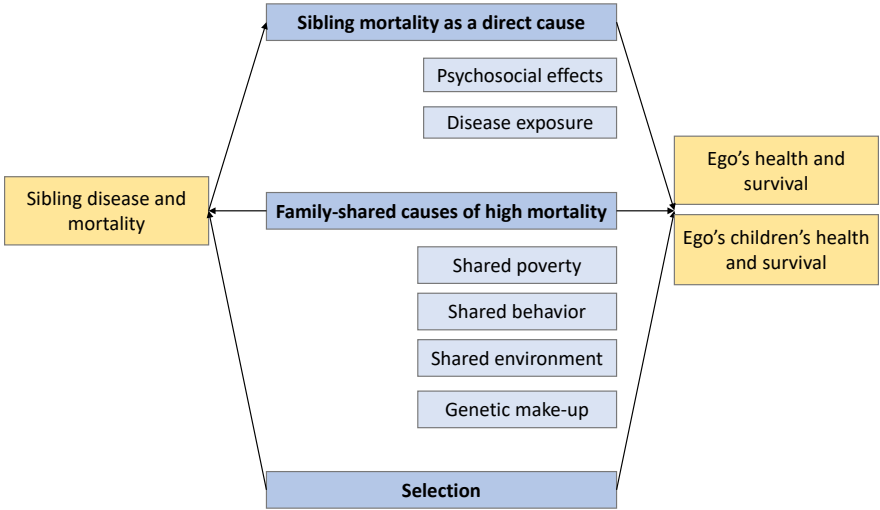 Sibling mortality as a direct cause
Psychosocial effects
Disease exposure
Sibling disease and
mortality
Family-shared causes of high mortality
Ego’s health and
survival
Ego’s children’s health
and survival
Shared poverty
Shared behavior
Shared environment
Genetic make-up
Selection